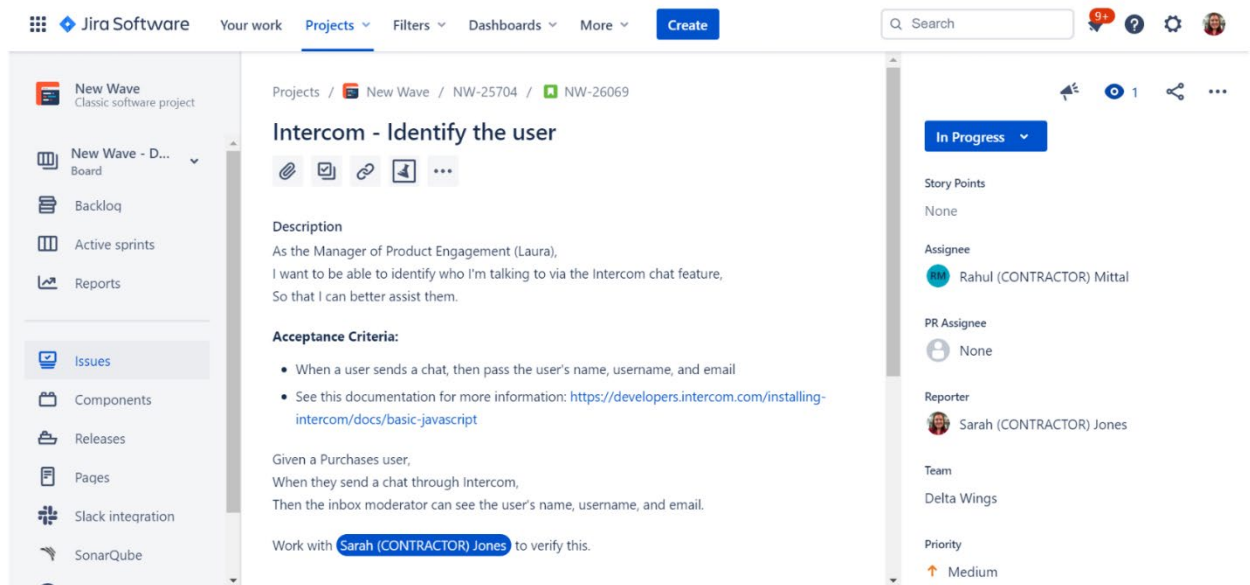 Jira Software
Your work
Projects
Filters
Dashboards
More
Create
Search
9+
New Wave
Classic software project
New Wave - D...
Board
Backlog
Active sprints
Reports
Issues
Components
Releases
Pages
Slack integration
SonarQube
Projects / New Wave / NW-25704 / NW-26069
Intercom - Identify the user
Description
As the Manager of Product Engagement (Laura),
I want to be able to identify who I'm talking to via the Intercom chat feature,
So that I can better assist them.
Acceptance Criteria:
• When a user sends a chat, then pass the user's name, username, and email
• See this documentation for more information: https://developers.intercom.com/installing-
intercom/docs/basic-javascript
Given a Purchases user,
When they send a chat through Intercom,
Then the inbox moderator can see the user's name, username, and email.
Work with Sarah (CONTRACTOR) Jones to verify this.
1
In Progress
Story Points
None
Assignee
RM Rahul (CONTRACTOR) Mittal
PR Assignee
None
Reporter
Sarah (CONTRACTOR) Jones
Team
Delta Wings
Priority
Medium